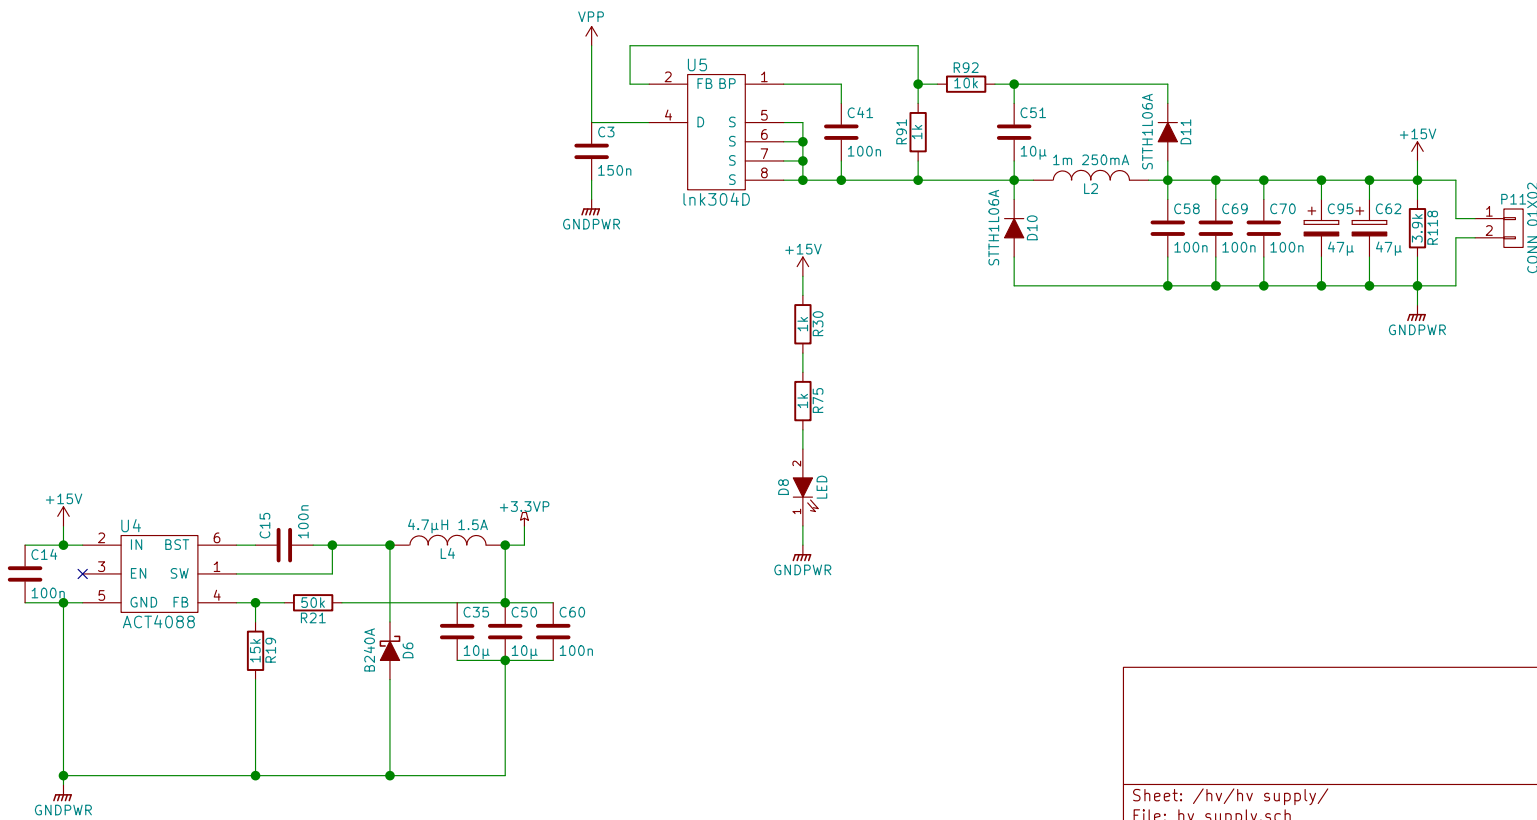 VPP
U5
2 FB BP 1
4 D S 5
S 6
S 7
S 8
lnk304D
C3
150n
GNDPWR
C41
100n
R91
1k
R92
10k
C51
10µ
STTH1L06A
D11
1m 250mA
L2
STTH1L06A
D10
C58
100n
C69
100n
C70
100n
+ C95
47µ
+ C62
47µ
+15V
3.9k
R118
GNDPWR
P11
1
2
CONN_01X02
+15V
1k
R30
1k
R75
2
D8
LED
1
GNDPWR
+15V
C14
100n
U4
2 IN BST 6
3 EN SW 1
5 GND FB 4
ACT4088
C15
100n
4.7µH 1.5A
L4
+3.3VP
50k
R21
15k
R19
B240A
D6
C35
10µ
C50
10µ
C60
100n
GNDPWR
Sheet: /hv/hv supply/
File: hv supply.sch